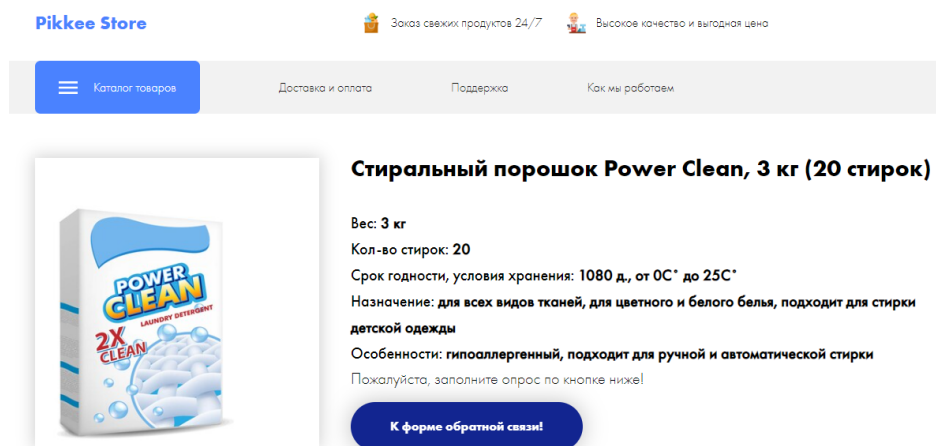 Pikkee Store
Заказ свежих продуктов 24/7
Высокое качество и выгодная цена
Каталог товаров
Доставка и оплата
Поддержка
Как мы работаем
Стиральный порошок Power Clean, 3 кг (20 стирок)
POWER
CLEAN
LAUNDRY DETERGENT
2X
CLEAN
Вес: 3 кг
Кол-во стирок: 20
Срок годности, условия хранения: 1080 д., от 0С° до 25С°
Назначение: для всех видов тканей, для цветного и белого белья, подходит для стирки
детской одежды
Особенности: гипоаллергенный, подходит для ручной и автоматической стирки
Пожалуйста, заполните опрос по кнопке ниже!
К форме обратной связи!